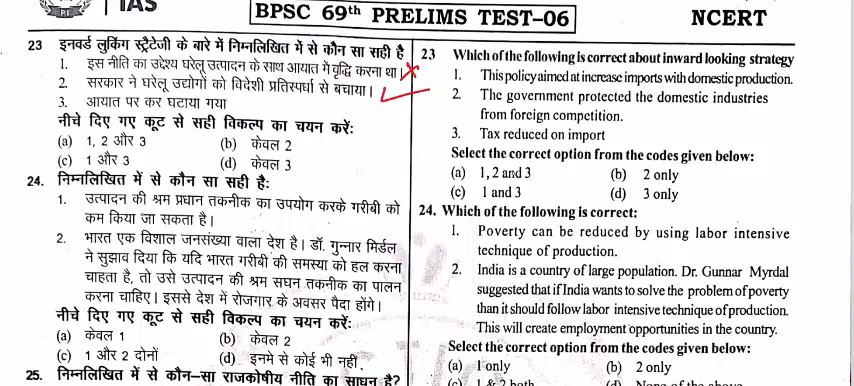 IAS
BPSC 69th PRELIMS TEST-06
NCERT
23 इनवर्ड लुकिंग स्ट्रैटेजी के बारे में निम्नलिखित में से कौन सा सही है
1. इस नीति का उद्देश्य घरेलू उत्पादन के साथ आयात में वृद्धि करना था।
2. सरकार ने घरेलू उद्योगों को विदेशी प्रतिस्पर्धा से बचाया।
3. आयात पर कर घटाया गया
नीचे दिए गए कूट से सही विकल्प का चयन करें:
(a) 1, 2 और 3 (b) केवल 2
(c) 1 और 3 (d) केवल 3
24. निम्नलिखित में से कौन सा सही है:
1. उत्पादन की श्रम प्रधान तकनीक का उपयोग करके गरीबी को
कम किया जा सकता है।
2. भारत एक विशाल जनसंख्या वाला देश है। डॉ. गुन्नार मिर्डल
ने सुझाव दिया कि यदि भारत गरीबी की समस्या को हल करना
चाहता है, तो उसे उत्पादन की श्रम सघन तकनीक का पालन
करना चाहिए। इससे देश में रोजगार के अवसर पैदा होंगे।
नीचे दिए गए कूट से सही विकल्प का चयन करें:
(a) केवल 1 (b) केवल 2
(c) 1 और 2 दोनों (d) इनमे से कोई भी नहीं
25. निम्नलिखित में से कौन-सा राजकोषीय नीति का साधन है?
23 Which of the following is correct about inward looking strategy
1. This policy aimed at increase imports with domestic production.
2. The government protected the domestic industries
from foreign competition.
3. Tax reduced on import
Select the correct option from the codes given below:
(a) 1, 2 and 3 (b) 2 only
(c) 1 and 3 (d) 3 only
24. Which of the following is correct:
1. Poverty can be reduced by using labor intensive
technique of production.
2. India is a country of large population. Dr. Gunnar Myrdal
suggested that if India wants to solve the problem of poverty
than it should follow labor intensive technique of production.
This will create employment opportunities in the country.
Select the correct option from the codes given below:
(a) 1 only (b) 2 only
(c) 1 & 2 both (d) None of the above